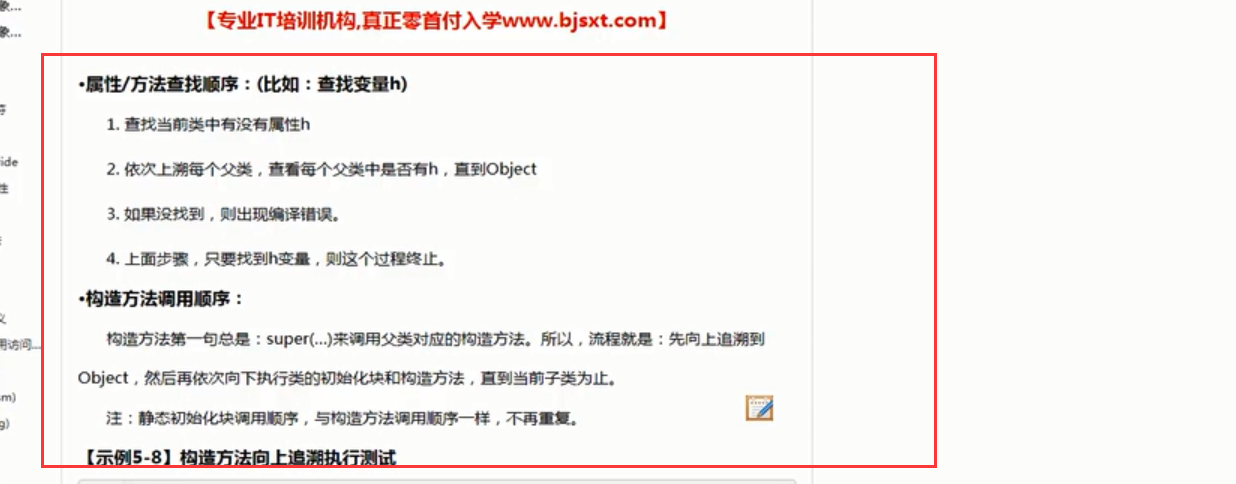 象...
【专业IT培训机构,真正零首付入学www.bjsxt.com】
象...
•属性/方法查找顺序：(比如：查找变量h)
符
1. 查找当前类中有没有属性h
ide
2. 依次上溯每个父类，查看每个父类中是否有h，直到Object
性
3. 如果没找到，则出现编译错误。
4. 上面步骤，只要找到h变量，则这个过程终止。
•构造方法调用顺序：
义
构造方法第一句总是：super(...)来调用父类对应的构造方法。所以，流程就是：先向上追溯到
用访问...
Object，然后再依次向下执行类的初始化块和构造方法，直到当前子类为止。
sm)
注：静态初始化块调用顺序，与构造方法调用顺序一样，不再重复。
g)
【示例5-8】构造方法向上追溯执行测试